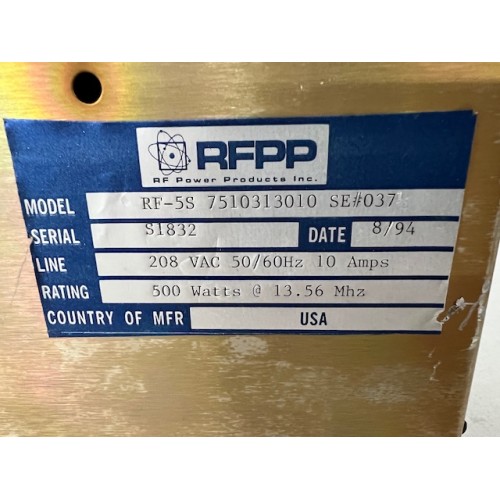 RFPP
RF Power Products Inc.
MODEL RF-5S 7510313010 SE#037
SERIAL S1832 DATE 8/94
LINE 208 VAC 50/60Hz 10 Amps
RATING 500 Watts @ 13.56 Mhz
COUNTRY OF MFR USA